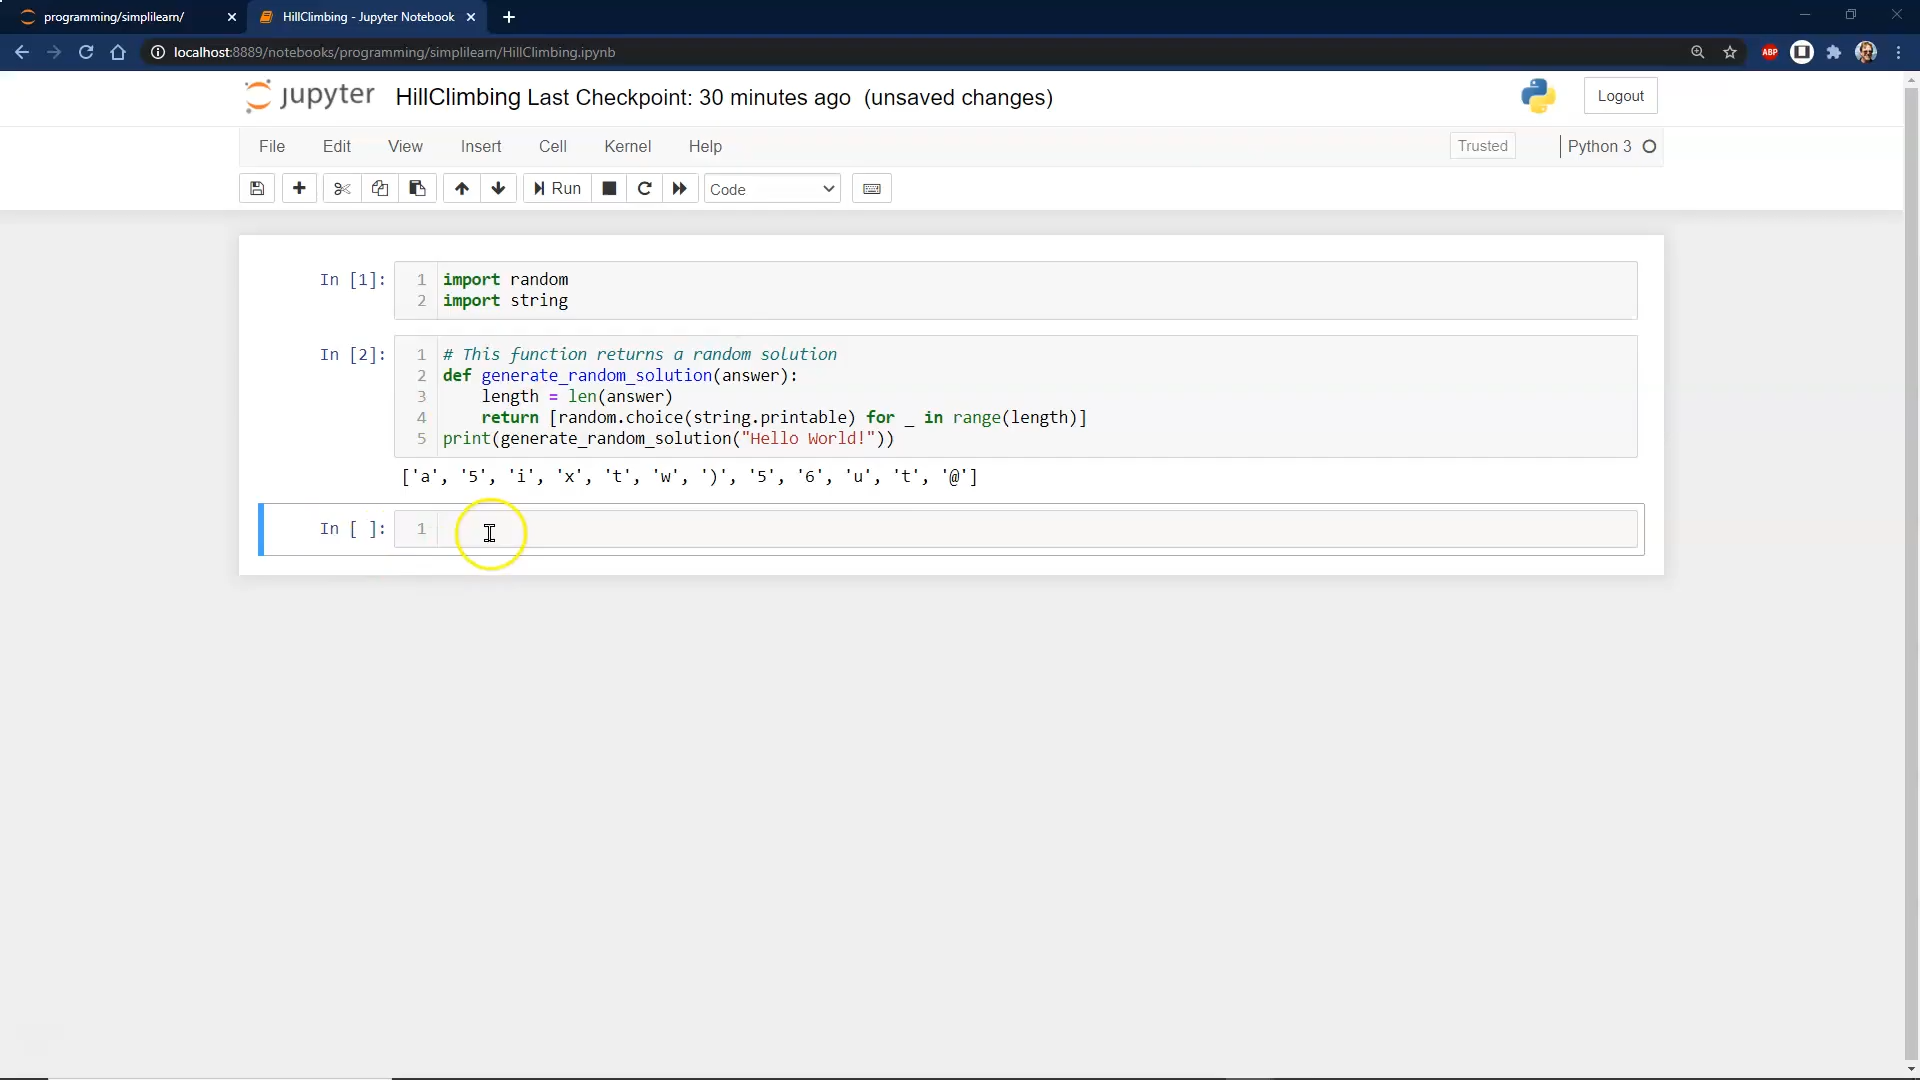 programming/simplilearn/
HillClimbing - Jupyter Notebook
localhost:8889/notebooks/programming/simplilearn/HillClimbing.ipynb
ABP
jupyter HillClimbing Last Checkpoint: 30 minutes ago (unsaved changes)
Logout
File Edit View Insert Cell Kernel Help
Trusted
Python 3
Run
Code
In [1]:
1 import random
2 import string
In [2]:
1 # This function returns a random solution
2 def generate_random_solution(answer):
3     length = len(answer)
4     return [random.choice(string.printable) for _ in range(length)]
5 print(generate_random_solution("Hello World!"))
['a', '5', 'i', 'x', 't', 'w', ')', '5', '6', 'u', 't', '@']
In [ ]:
1